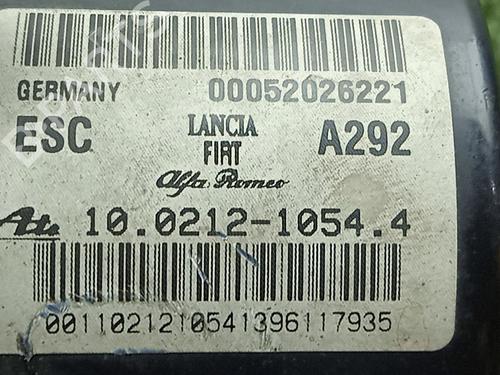 GERMANY 00052026221
ESC LANCIA A292
FIAT
Alfa Romeo
Ate 10.0212-1054.4
0011021210541396117935